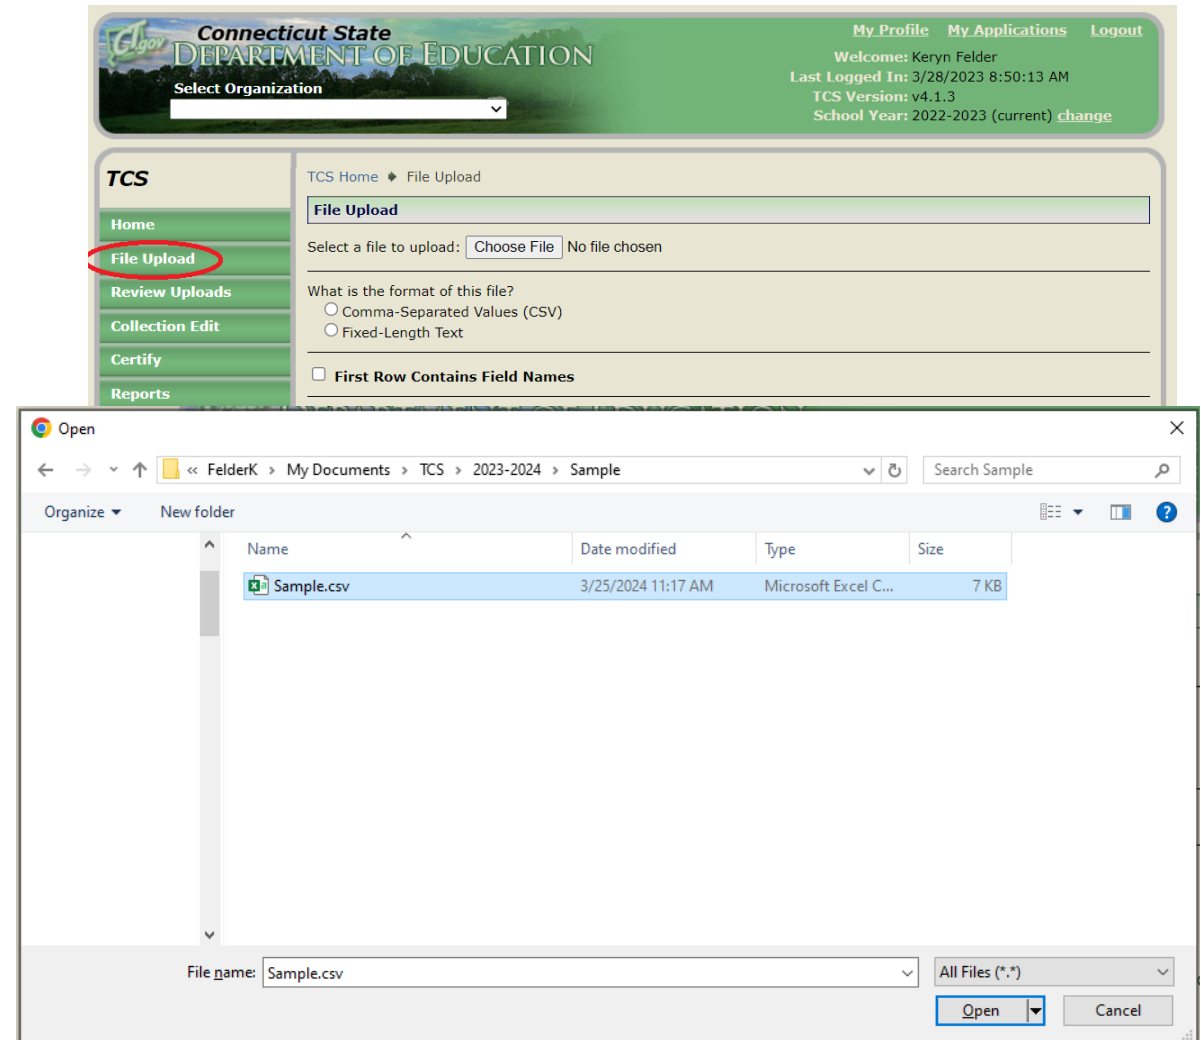 CT.gov
Connecticut State
DEPARTMENT OF EDUCATION
Select Organization
My Profile My Applications Logout
Welcome: Keryn Felder
Last Logged In: 3/28/2023 8:50:13 AM
TCS Version: v4.1.3
School Year: 2022-2023 (current) change
TCS
Home
File Upload
Review Uploads
Collection Edit
Certify
Reports
TCS Home File Upload
File Upload
Select a file to upload: Choose File No file chosen
What is the format of this file?
Comma-Separated Values (CSV)
Fixed-Length Text
First Row Contains Field Names
Open
« FelderK > My Documents > TCS > 2023-2024 > Sample
Search Sample
Organize New folder
Name Date modified Type Size
Sample.csv 3/25/2024 11:17 AM Microsoft Excel C... 7 KB
File name: Sample.csv All Files (*.*)
Open Cancel